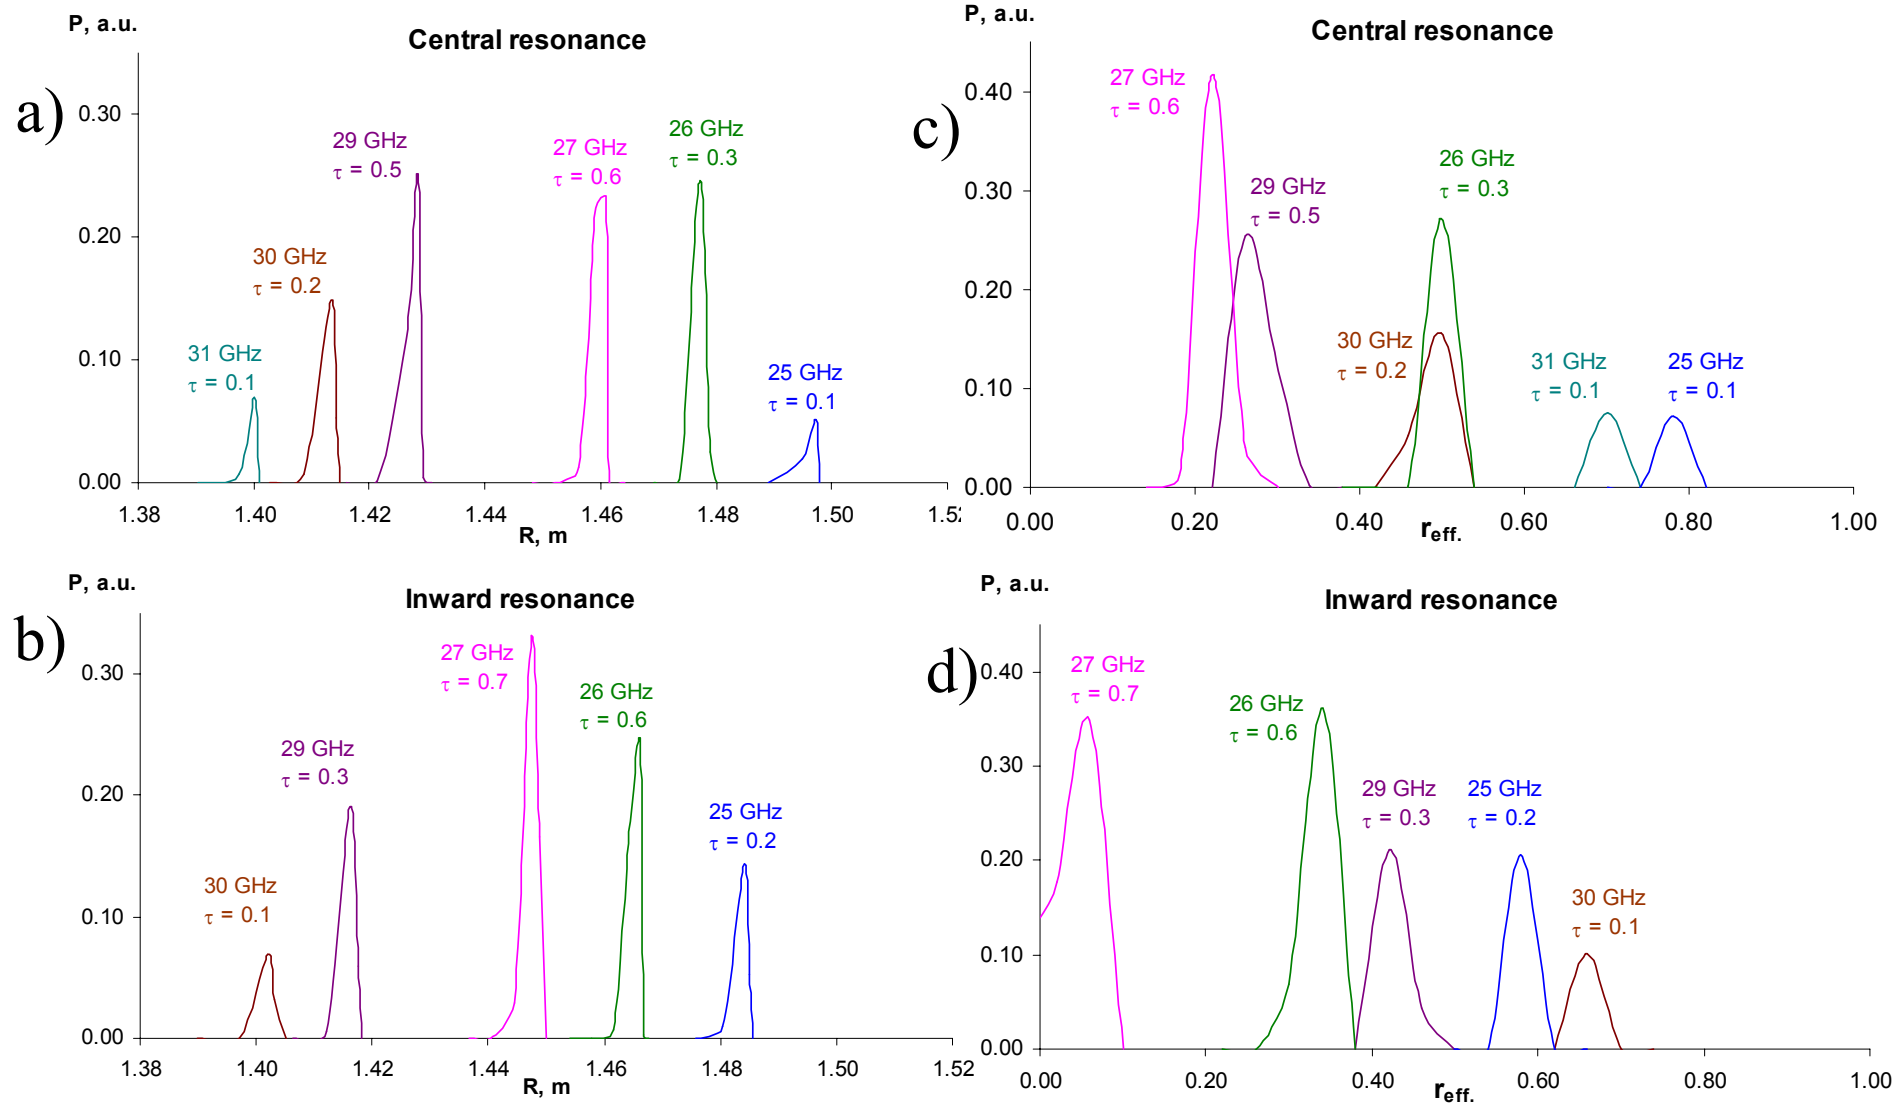 a)
P, a.u.
Central resonance
0.30
0.20
0.10
0.00
31 GHz
τ = 0.1
30 GHz
τ = 0.2
29 GHz
τ = 0.5
27 GHz
τ = 0.6
26 GHz
τ = 0.3
25 GHz
τ = 0.1
1.38 1.40 1.42 1.44 1.46 1.48 1.50 1.52
R, m
c)
P, a.u.
Central resonance
0.40
0.30
0.20
0.10
0.00
27 GHz
τ = 0.6
29 GHz
τ = 0.5
30 GHz
τ = 0.2
26 GHz
τ = 0.3
31 GHz
τ = 0.1
25 GHz
τ = 0.1
0.00 0.20 0.40 0.60 0.80 1.00
r eff.
b)
P, a.u.
Inward resonance
0.30
0.20
0.10
0.00
30 GHz
τ = 0.1
29 GHz
τ = 0.3
27 GHz
τ = 0.7
26 GHz
τ = 0.6
25 GHz
τ = 0.2
1.38 1.40 1.42 1.44 1.46 1.48 1.50 1.52
R, m
d)
P, a.u.
Inward resonance
0.40
0.30
0.20
0.10
0.00
27 GHz
τ = 0.7
26 GHz
τ = 0.6
29 GHz
τ = 0.3
25 GHz
τ = 0.2
30 GHz
τ = 0.1
0.00 0.20 0.40 0.60 0.80 1.00
r eff.